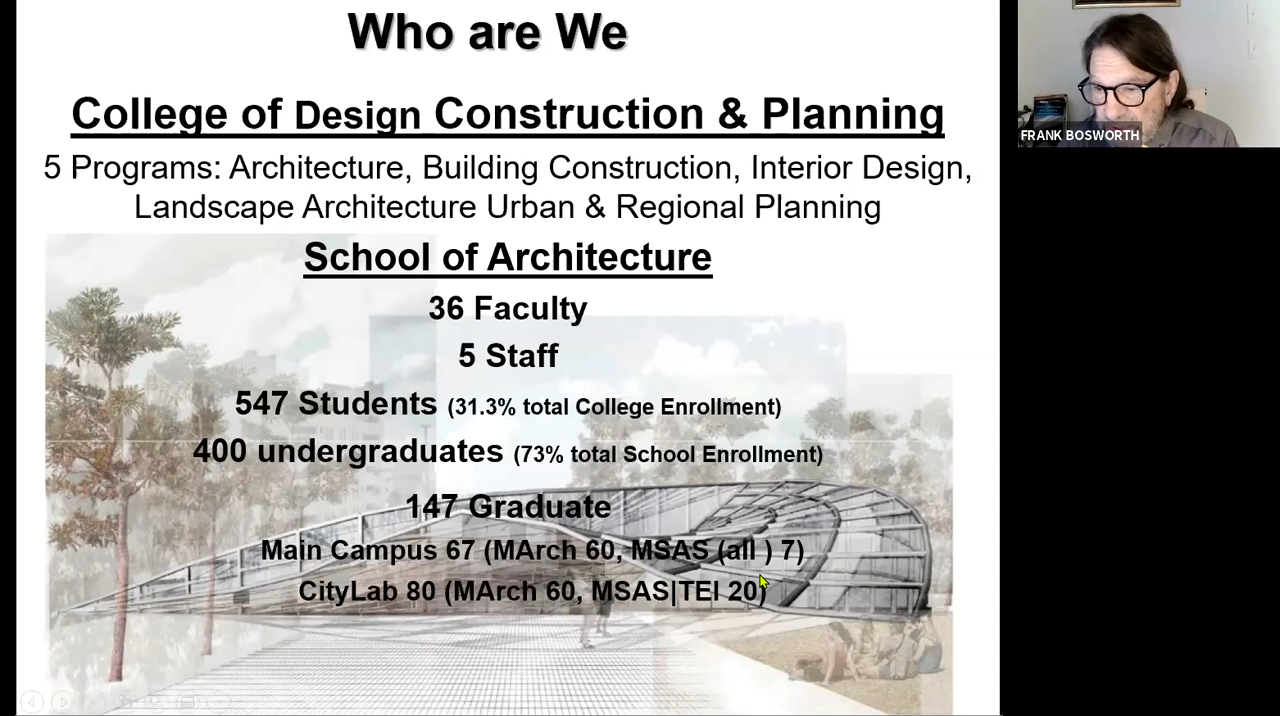 Who are We
College of Design Construction & Planning
5 Programs: Architecture, Building Construction, Interior Design,
Landscape Architecture Urban & Regional Planning
School of Architecture
36 Faculty
5 Staff
547 Students (31.3% total College Enrollment)
400 undergraduates (73% total School Enrollment)
147 Graduate
Main Campus 67 (MArch 60, MSAS (all ) 7)
CityLab 80 (MArch 60, MSAS|TEI 20)
FRANK BOSWORTH